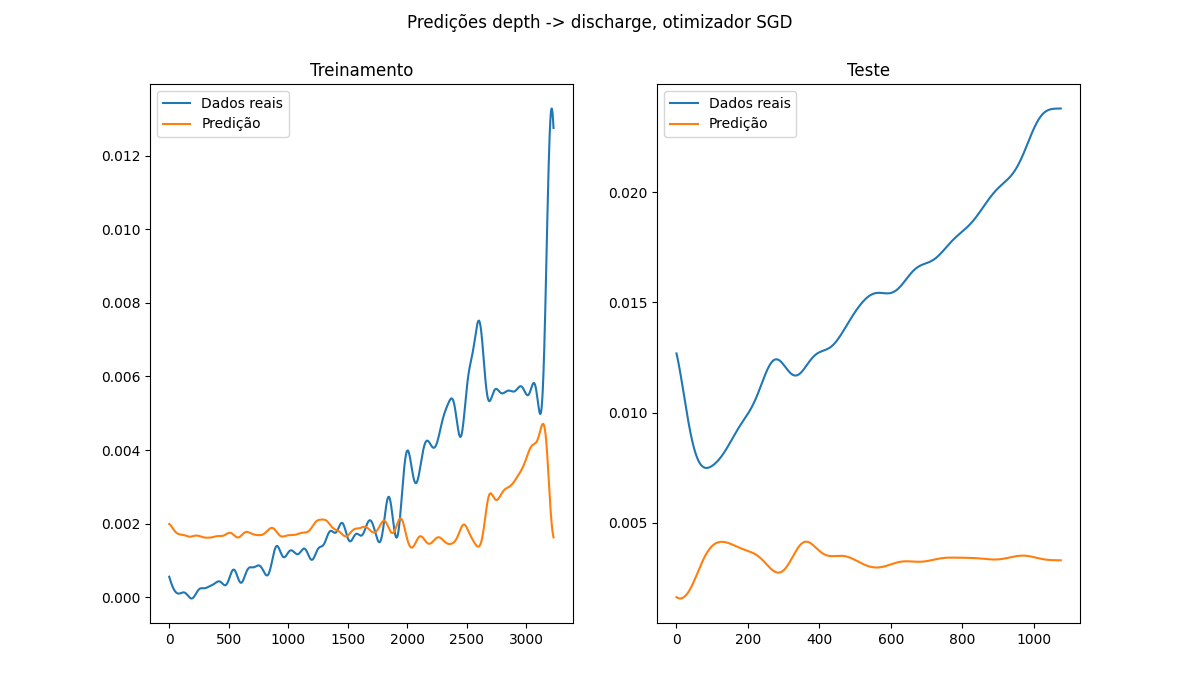 Predições depth -> discharge, otimizador SGD
Treinamento
Dados reais
Predição
0.012
0.010
0.008
0.006
0.004
0.002
0.000
0 500 1000 1500 2000 2500 3000
Teste
Dados reais
Predição
0.020
0.015
0.010
0.005
0 200 400 600 800 1000